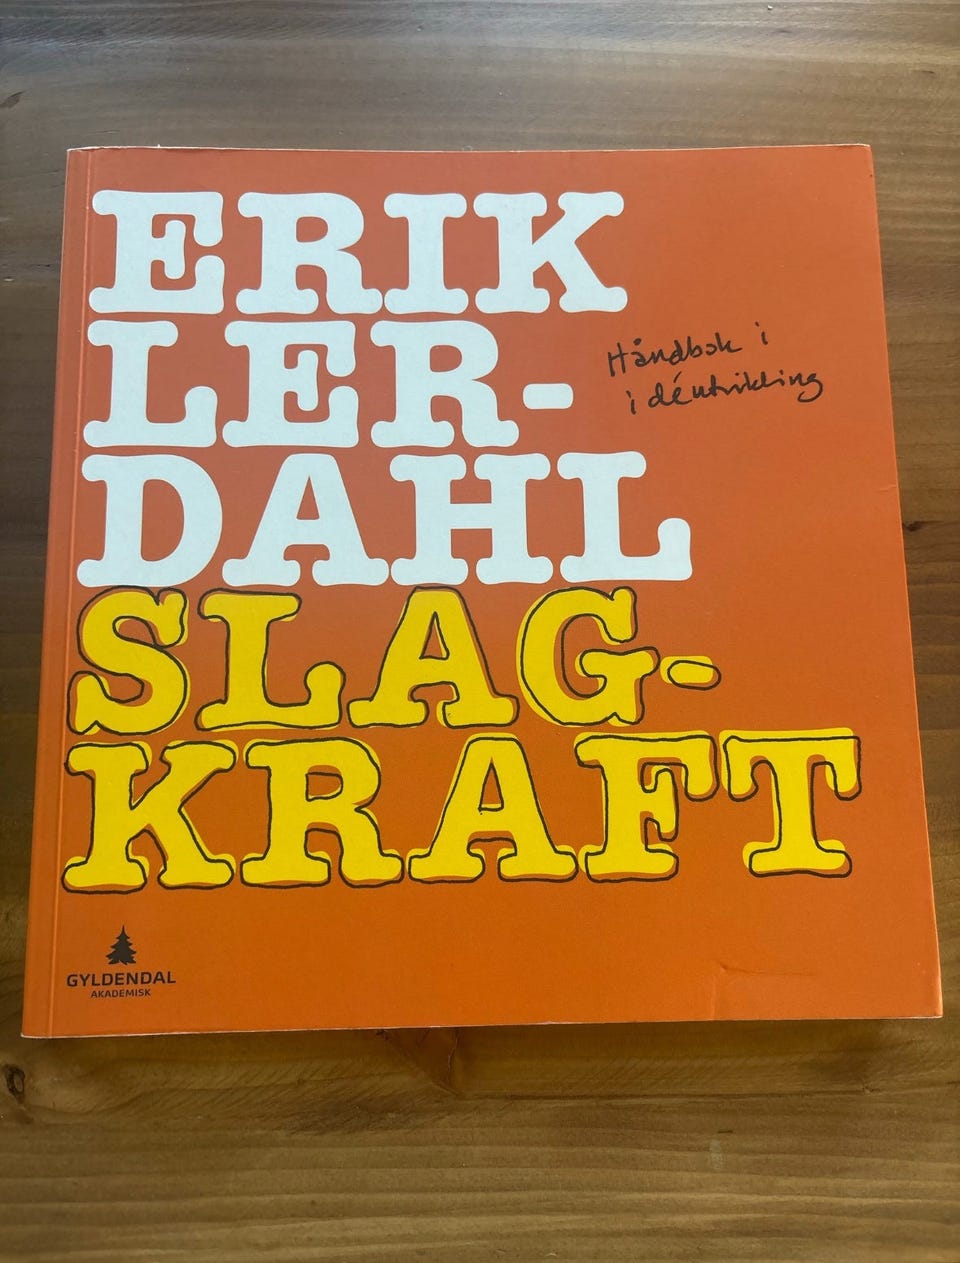 ERIK
LER-
DAHL
Håndbok i
idéutvikling
SLAG-
KRAFT
GYLDENDAL
AKADEMISK